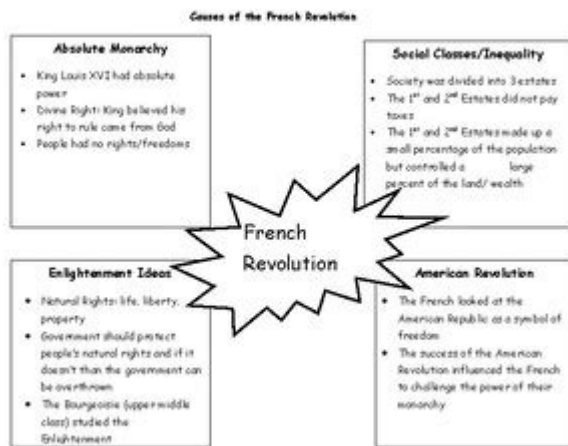 Causes of the French Revolution
Absolute Monarchy
• King Louis XVI had absolute
power
• Divine Right: King believed his
right to rule came from God
• People had no rights/freedoms
Social Classes/Inequality
• Society was divided into 3 estates
• The 1st and 2nd Estates did not pay
taxes
• The 1st and 2nd Estates made up a
small percentage of the population
but controlled a large
percent of the land/ wealth
French
Revolution
Enlightenment Ideas
• Natural Rights: life, liberty,
property
• Government should protect
people's natural rights and if it
doesn't than the government can
be overthrown
• The Bourgeoisie (upper middle
class) studied the
Enlightenment
American Revolution
• The French looked at the
American Republic as a symbol of
freedom
• The success of the American
Revolution influenced the French
to challenge the power of their
monarchy